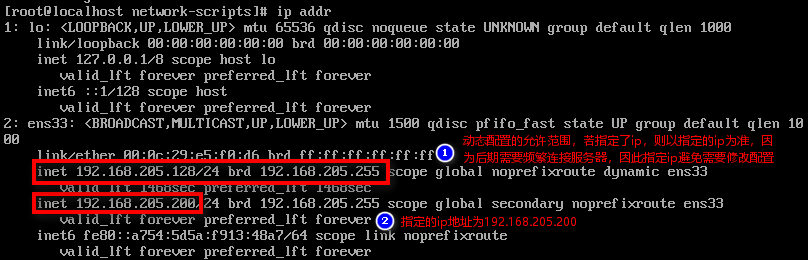 [root@localhost network-scripts]# ip addr
1: lo: <LOOPBACK,UP,LOWER_UP> mtu 65536 qdisc noqueue state UNKNOWN group default qlen 1000
link/loopback 00:00:00:00:00:00 brd 00:00:00:00:00:00
inet 127.0.0.1/8 scope host lo
valid_lft forever preferred_lft forever
inet6 ::1/128 scope host
valid_lft forever preferred_lft forever
2: ens33: <BROADCAST,MULTICAST,UP,LOWER_UP> mtu 1500 qdisc pfifo_fast state UP group default qlen 10
00
动态配置的允许范围，若指定了ip，则以指定的ip为准，因
link/ether 00:0c:29:e5:f0:d6 brd ff:ff:ff:ff:ff:ff
1
为后期需要频繁连接服务器，因此指定ip避免需要修改配置
inet 192.168.205.128/24 brd 192.168.205.255 scope global noprefixroute dynamic ens33
valid_lft 1468sec preferred_lft 1468sec
inet 192.168.205.200/24 brd 192.168.205.255 scope global secondary noprefixroute ens33
valid_lft forever preferred_lft forever
2 指定的ip地址为192.168.205.200
inet6 fe80::a754:5d5a:f913:48a7/64 scope link noprefixroute
valid_lft forever preferred_lft forever